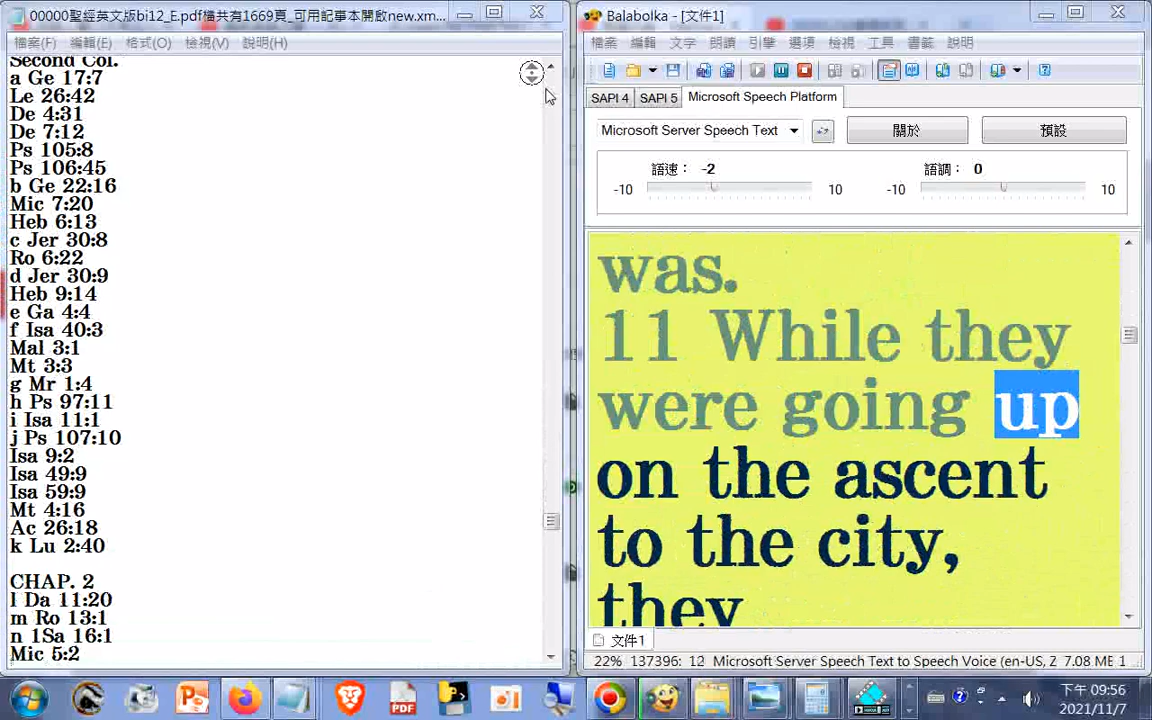 00000聖經英文版bi12_E.pdf檔共有1669頁_可用記事本開啟new.xm...
檔案(F) 編輯(E) 格式(O) 檢視(V) 說明(H)
Second Col.
a Ge 17:7
Le 26:42
De 4:31
De 7:12
Ps 105:8
Ps 106:45
b Ge 22:16
Mic 7:20
Heb 6:13
c Jer 30:8
Ro 6:22
d Jer 30:9
Heb 9:14
e Ga 4:4
f Isa 40:3
Mal 3:1
Mt 3:3
g Mr 1:4
h Ps 97:11
i Isa 11:1
j Ps 107:10
Isa 9:2
Isa 49:9
Isa 59:9
Mt 4:16
Ac 26:18
k Lu 2:40
CHAP. 2
l Da 11:20
m Ro 13:1
n 1Sa 16:1
Mic 5:2
Balabolka - [文件1]
檔案 編輯 文字 朗讀 引擎 選項 檢視 工具 書籤 說明
SAPI 4 SAPI 5 Microsoft Speech Platform
Microsoft Server Speech Text 關於 預設
語速： -2 語調： 0
-10 10 -10 10
was.
11 While they
were going up
on the ascent
to the city,
they
文件1
22% 137396: 12 Microsoft Server Speech Text to Speech Voice (en-US, Z 7.08 ME 1
PDF
下午 09:56
2021/11/7